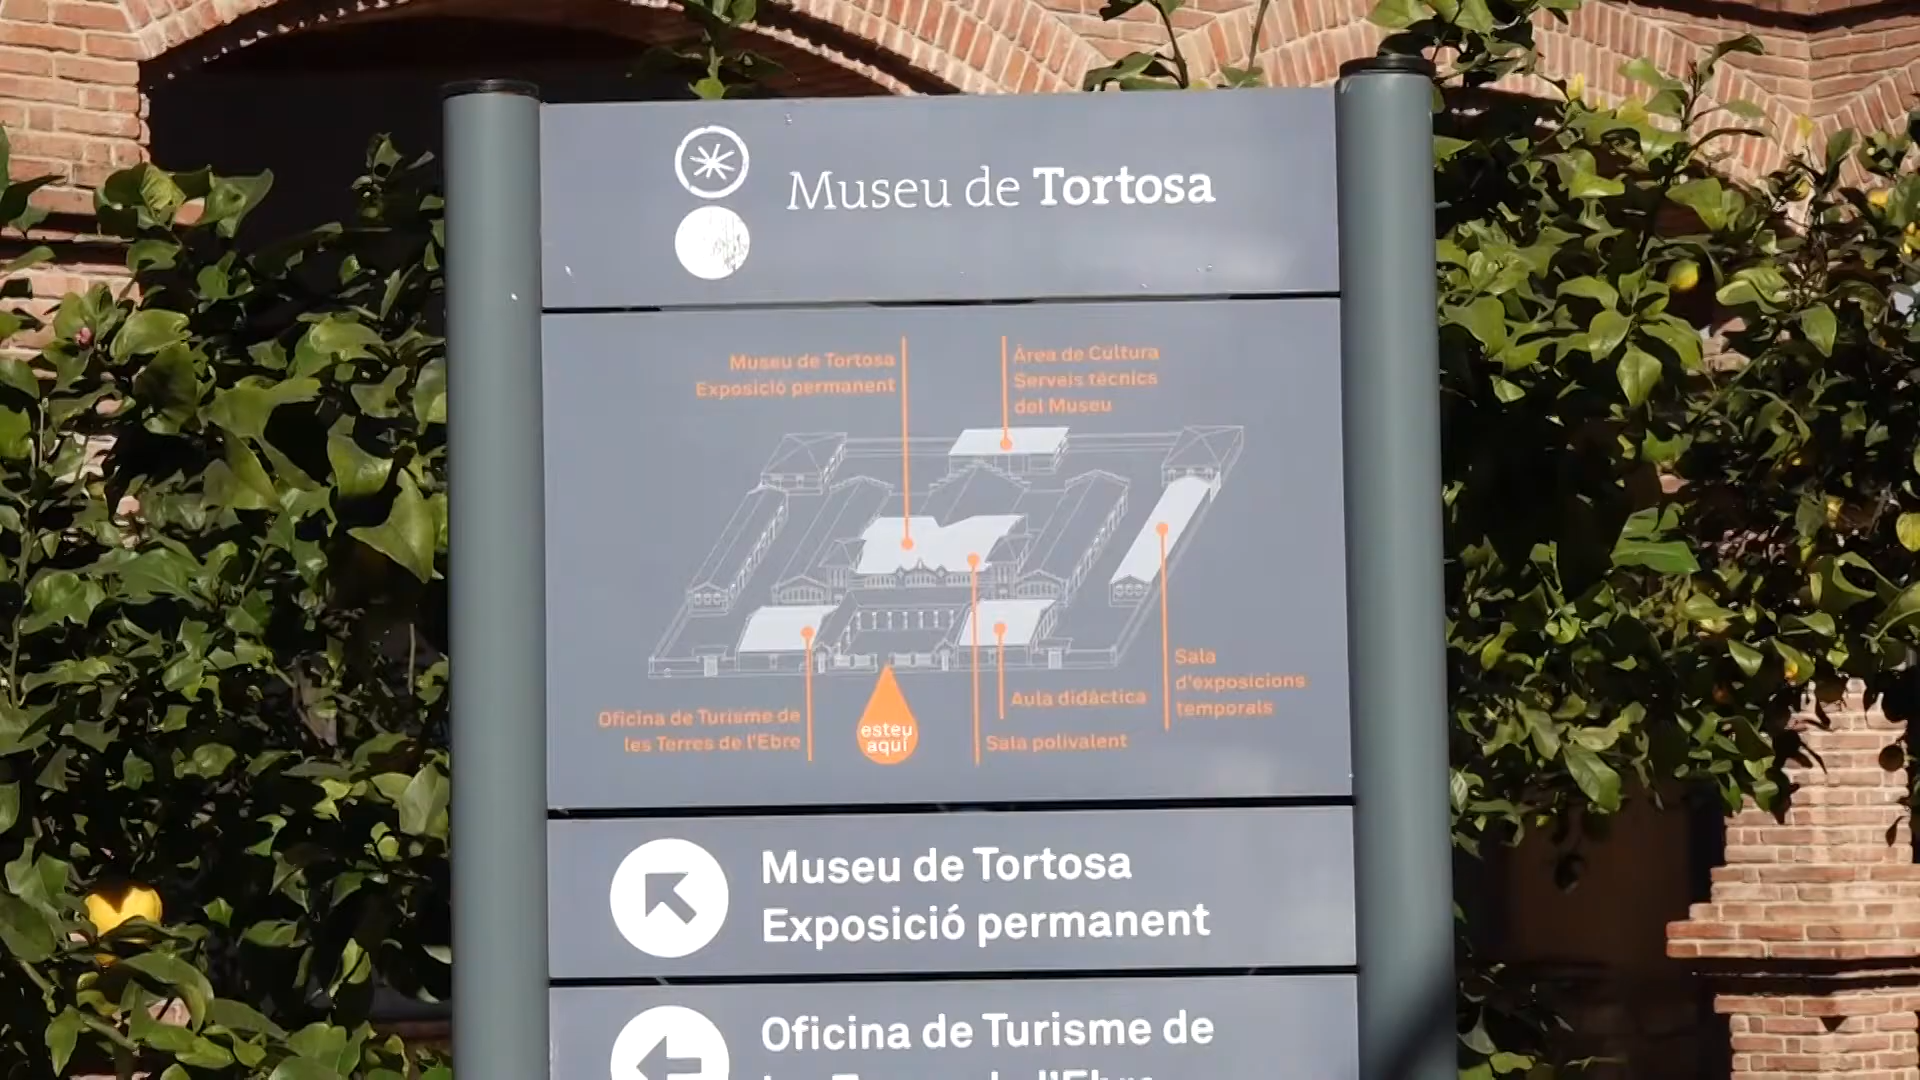 Museu de Tortosa
Museu de Tortosa
Exposició permanent
Àrea de Cultura
Serveis tècnics
del Museu
Sala
d'exposicions
temporals
Aula didàctica
Sala polivalent
Oficina de Turisme de
les Terres de l'Ebre
esteu
aquí
Museu de Tortosa
Exposició permanent
Oficina de Turisme de